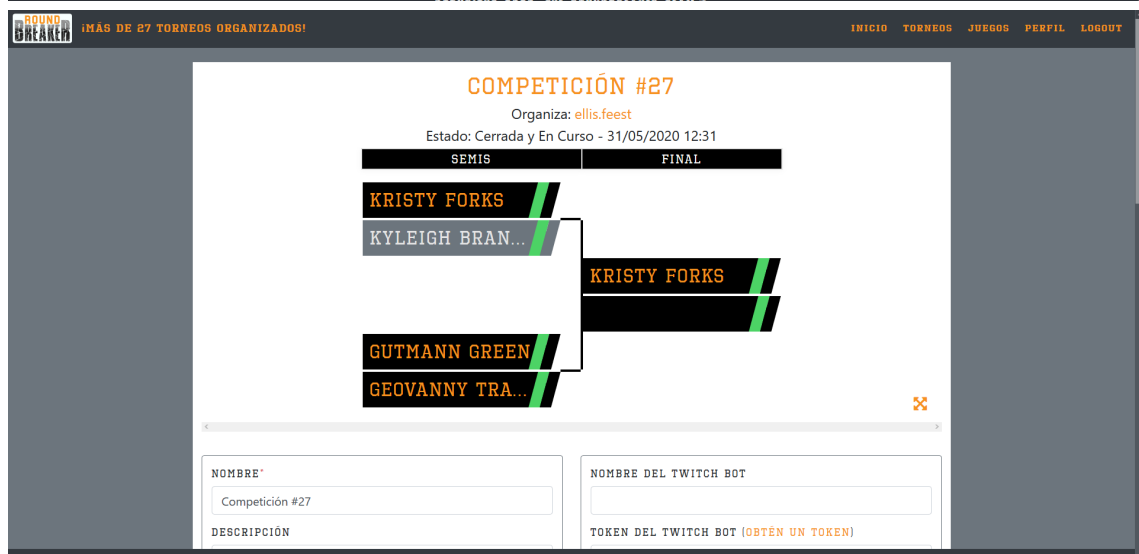 ROUND
BREAKER
¡MÁS DE 27 TORNEOS ORGANIZADOS!
INICIO TORNEOS JUEGOS PERFIL LOGOUT
COMPETICIÓN #27
Organiza: ellis.feest
Estado: Cerrada y En Curso - 31/05/2020 12:31
SEMIS FINAL
KRISTY FORKS
KYLEIGH BRAN...
KRISTY FORKS
GUTMANN GREEN
GEOVANNY TRA...
NOMBRE*
Competición #27
DESCRIPCIÓN
NOMBRE DEL TWITCH BOT
TOKEN DEL TWITCH BOT (OBTÉN UN TOKEN)